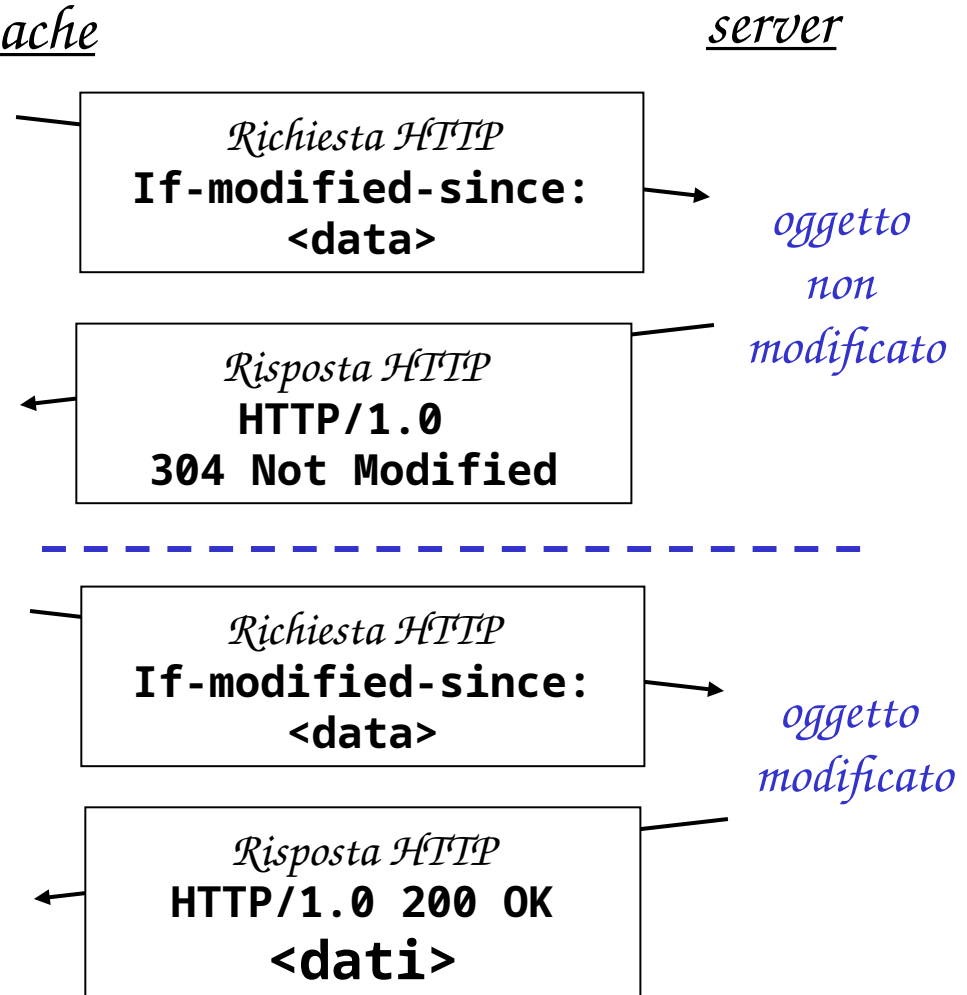 ache
server
Richiesta HTTP
If-modified-since:
<data>
oggetto
non
modificato
Risposta HTTP
HTTP/1.0
304 Not Modified
Richiesta HTTP
If-modified-since:
<data>
oggetto
modificato
Risposta HTTP
HTTP/1.0 200 OK
<dati>